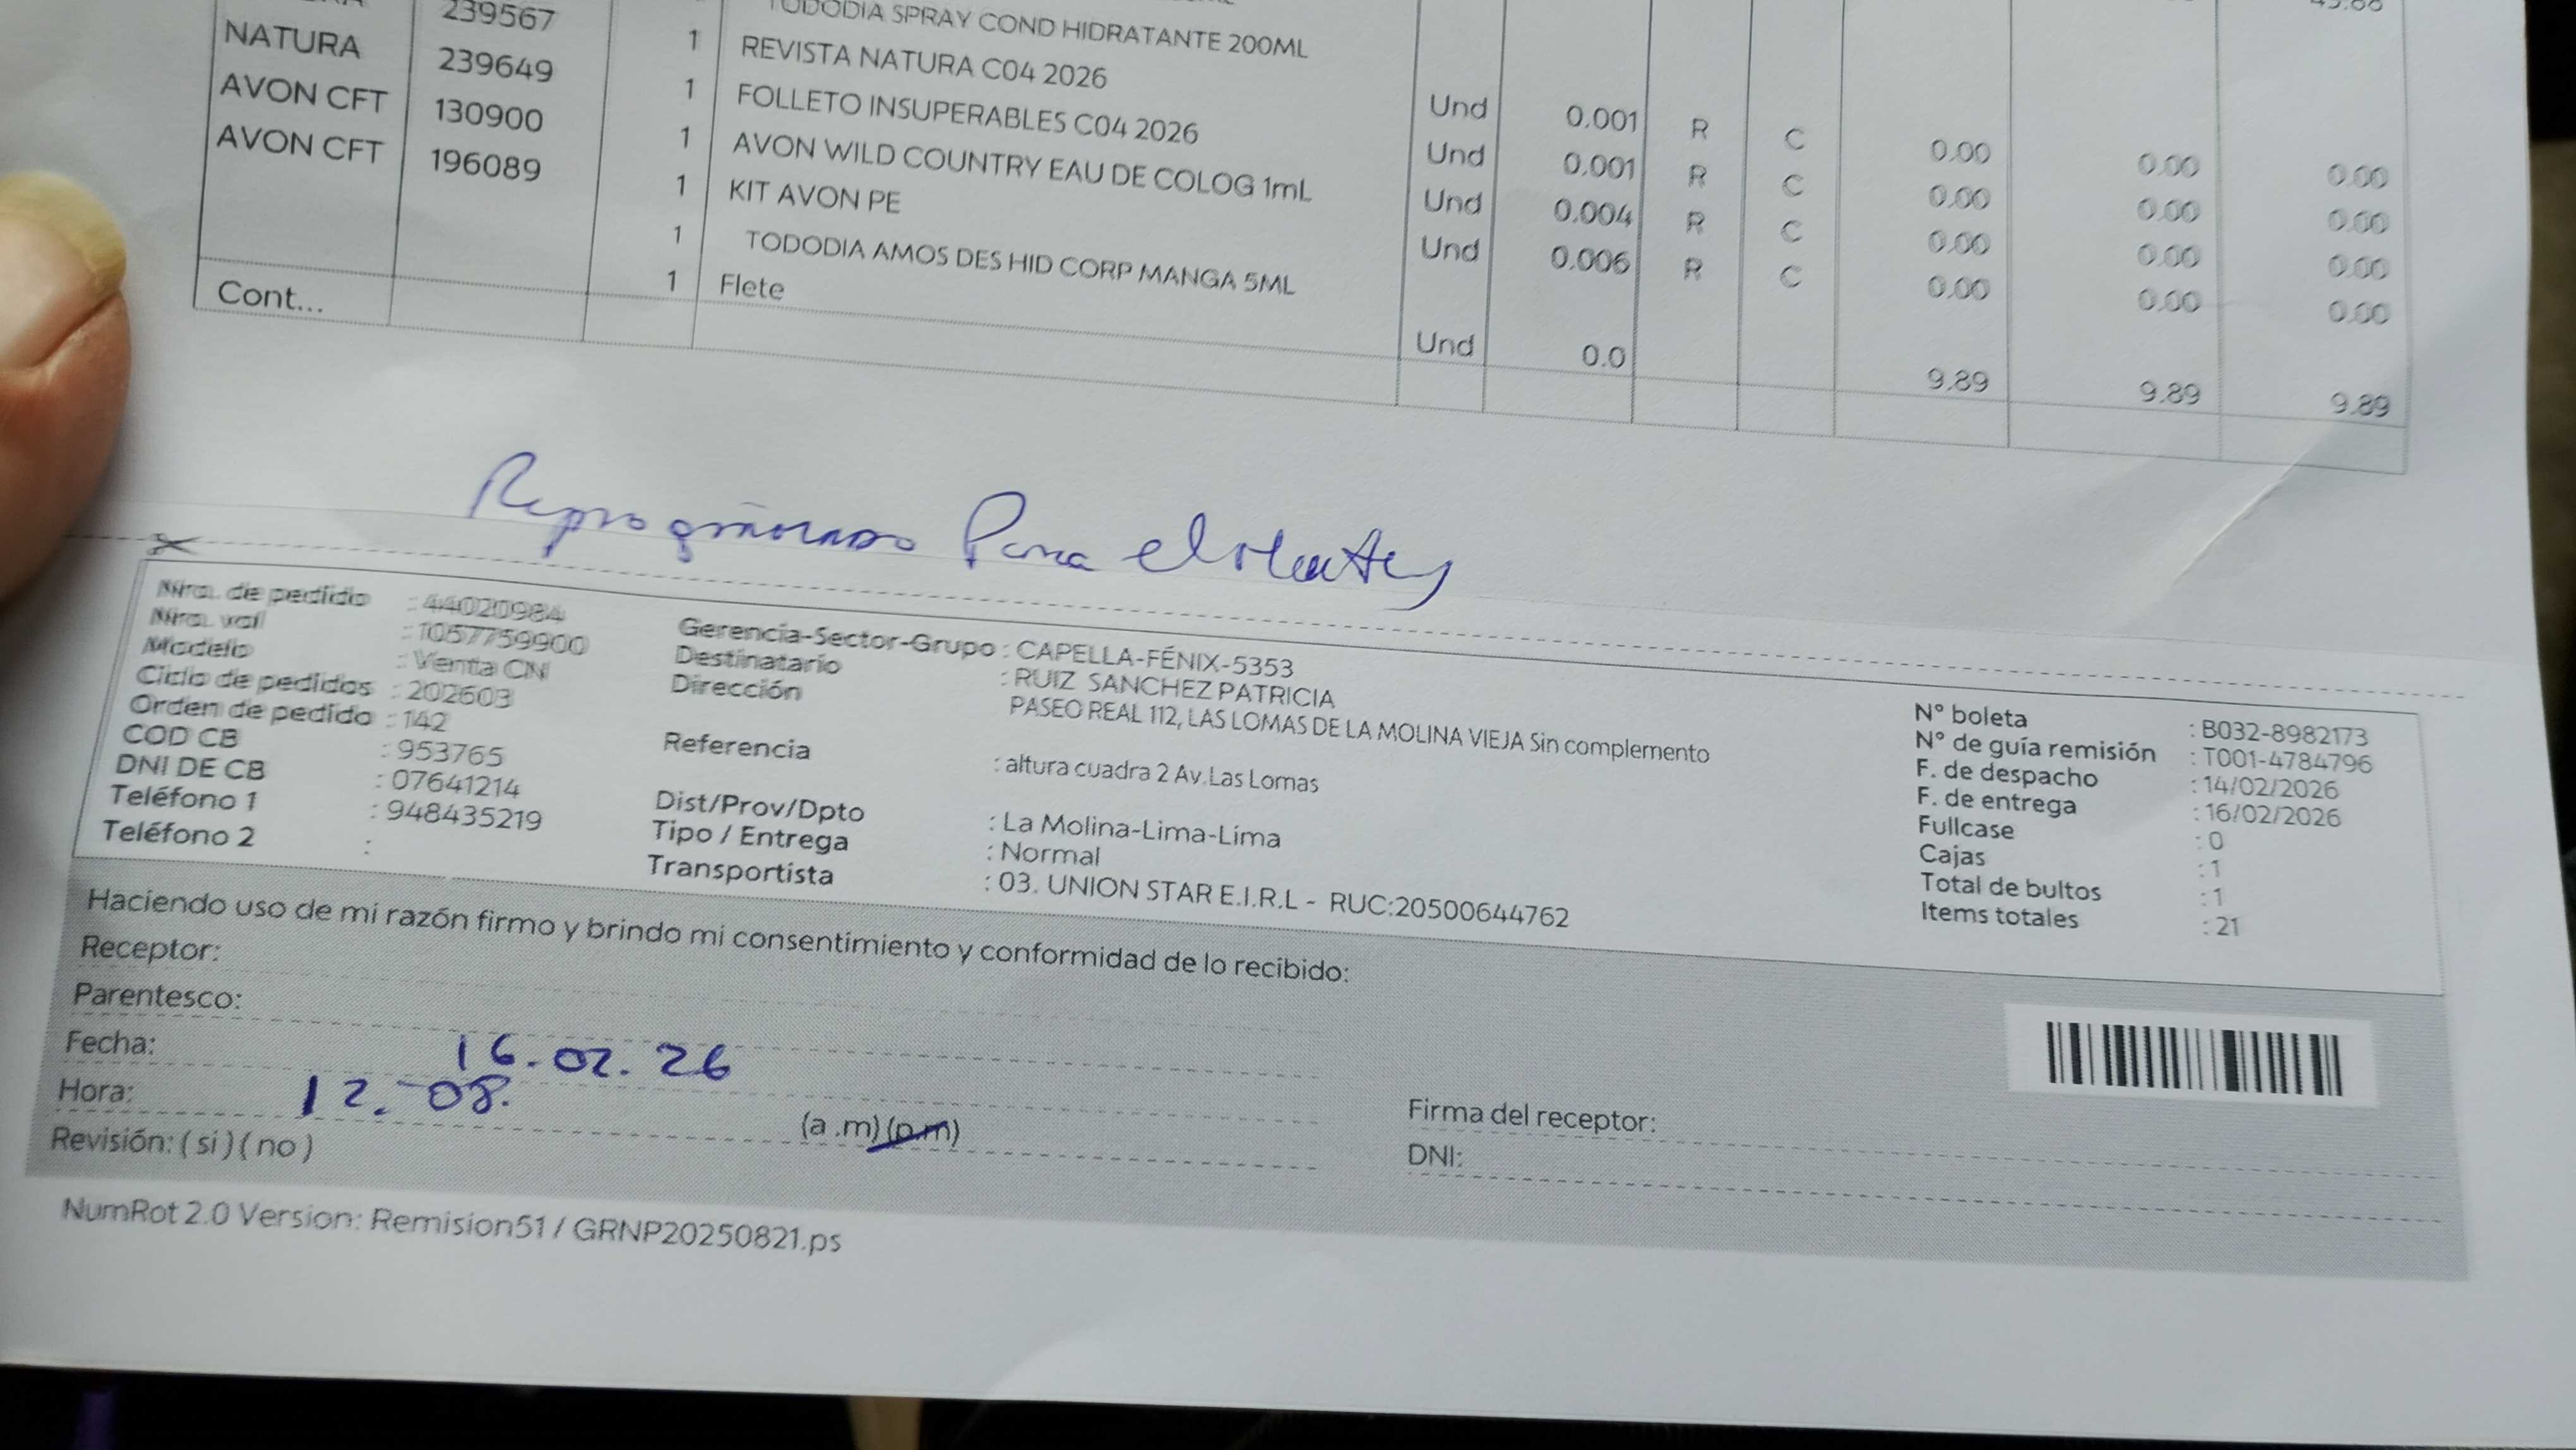 239567
TODODIA SPRAY COND HIDRATANTE 200ML
NATURA 239649 1 REVISTA NATURA C04 2026 Und 0.001 R C 0.00 0.00 0.00
AVON CFT 130900 1 FOLLETO INSUPERABLES C04 2026 Und 0.001 R C 0.00 0.00 0.00
AVON CFT 196089 1 AVON WILD COUNTRY EAU DE COLOG 1mL Und 0.004 R C 0.00 0.00 0.00
1 KIT AVON PE Und 0.006 R C 0.00 0.00 0.00
1 TODODIA AMOS DES HID CORP MANGA 5ML
1 Flete Und 0.0 9.89 9.89 9.89
Cont...
Reprogramado Para el Martes
Nro. de pedido : 44020984
Nro. val : 1057759900
Modelo : Venta CN
Ciclo de pedidos : 202603
Orden de pedido : 142
COD CB : 953765
DNI DE CB : 07641214
Teléfono 1 : 948435219
Teléfono 2 :
Gerencia-Sector-Grupo : CAPELLA-FÉNIX-5353
Destinatario : RUIZ SANCHEZ PATRICIA
Dirección PASEO REAL 112, LAS LOMAS DE LA MOLINA VIEJA Sin complemento
Referencia : altura cuadra 2 Av.Las Lomas
Dist/Prov/Dpto : La Molina-Lima-Lima
Tipo / Entrega : Normal
Transportista : 03. UNION STAR E.I.R.L - RUC:20500644762
N° boleta : B032-8982173
N° de guía remisión : T001-4784796
F. de despacho : 14/02/2026
F. de entrega : 16/02/2026
Fullcase : 0
Cajas : 1
Total de bultos : 1
Items totales : 21
Haciendo uso de mi razón firmo y brindo mi consentimiento y conformidad de lo recibido:
Receptor:
Parentesco:
Fecha: 16.02.26
Hora: 12.08. (a.m) (p.m)
Revisión: ( si ) ( no )
Firma del receptor:
DNI:
NumRot 2.0 Version: Remision51 / GRNP20250821.ps